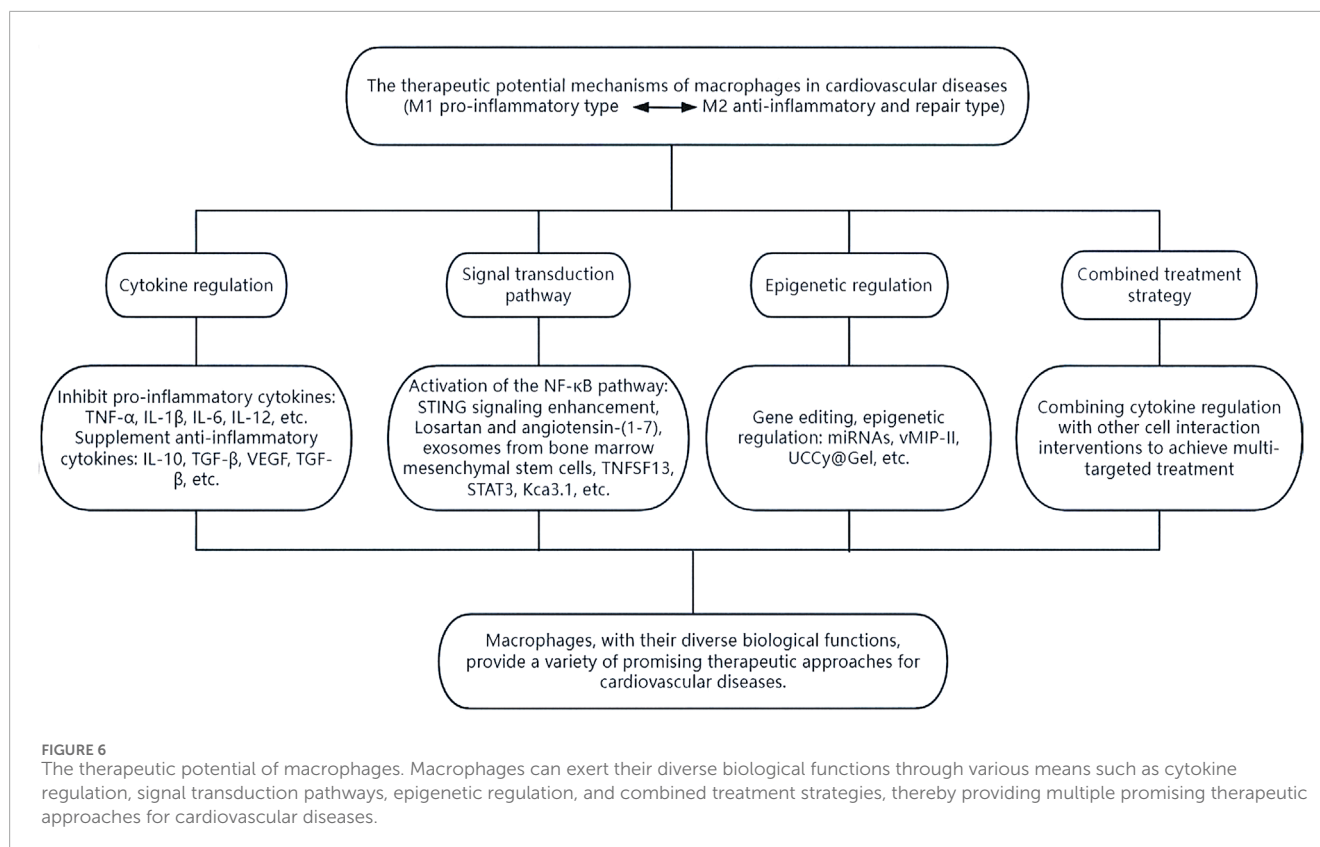 The therapeutic potential mechanisms of macrophages in cardiovascular diseases
(M1 pro-inflammatory type M2 anti-inflammatory and repair type)
Cytokine regulation
Signal transduction
pathway
Epigenetic regulation
Combined treatment
strategy
Inhibit pro-inflammatory cytokines:
TNF-α, IL-1β, IL-6, IL-12, etc.
Supplement anti-inflammatory
cytokines: IL-10, TGF-β, VEGF, TGF-
β, etc.
Activation of the NF-κB pathway:
STING signaling enhancement,
Losartan and angiotensin-(1-7),
exosomes from bone marrow
mesenchymal stem cells, TNFSF13,
STAT3, Kca3.1, etc.
Gene editing, epigenetic
regulation: miRNAs, vMIP-II,
UCCy@Gel, etc.
Combining cytokine regulation
with other cell interaction
interventions to achieve multi-
targeted treatment
Macrophages, with their diverse biological functions,
provide a variety of promising therapeutic approaches for
cardiovascular diseases.
FIGURE 6
The therapeutic potential of macrophages. Macrophages can exert their diverse biological functions through various means such as cytokine
regulation, signal transduction pathways, epigenetic regulation, and combined treatment strategies, thereby providing multiple promising therapeutic
approaches for cardiovascular diseases.